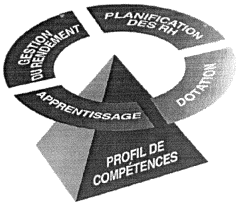 GESTION
DU RENDEMENT
PLANIFICATION
DES RH
DOTATION
APPRENTISSAGE
PROFIL DE
COMPÉTENCES